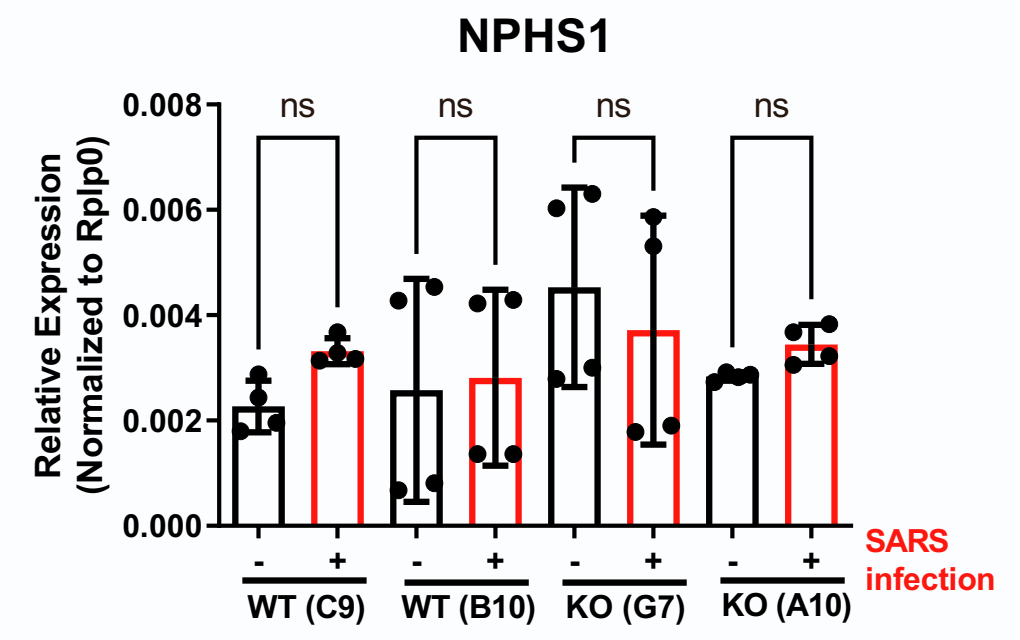 NPHS1
Relative Expression
(Normalized to Rplp0)
0.008
0.006
0.004
0.002
0.000
ns ns ns ns
- + - + - + - +
SARS
infection
WT (C9) WT (B10) KO (G7) KO (A10)